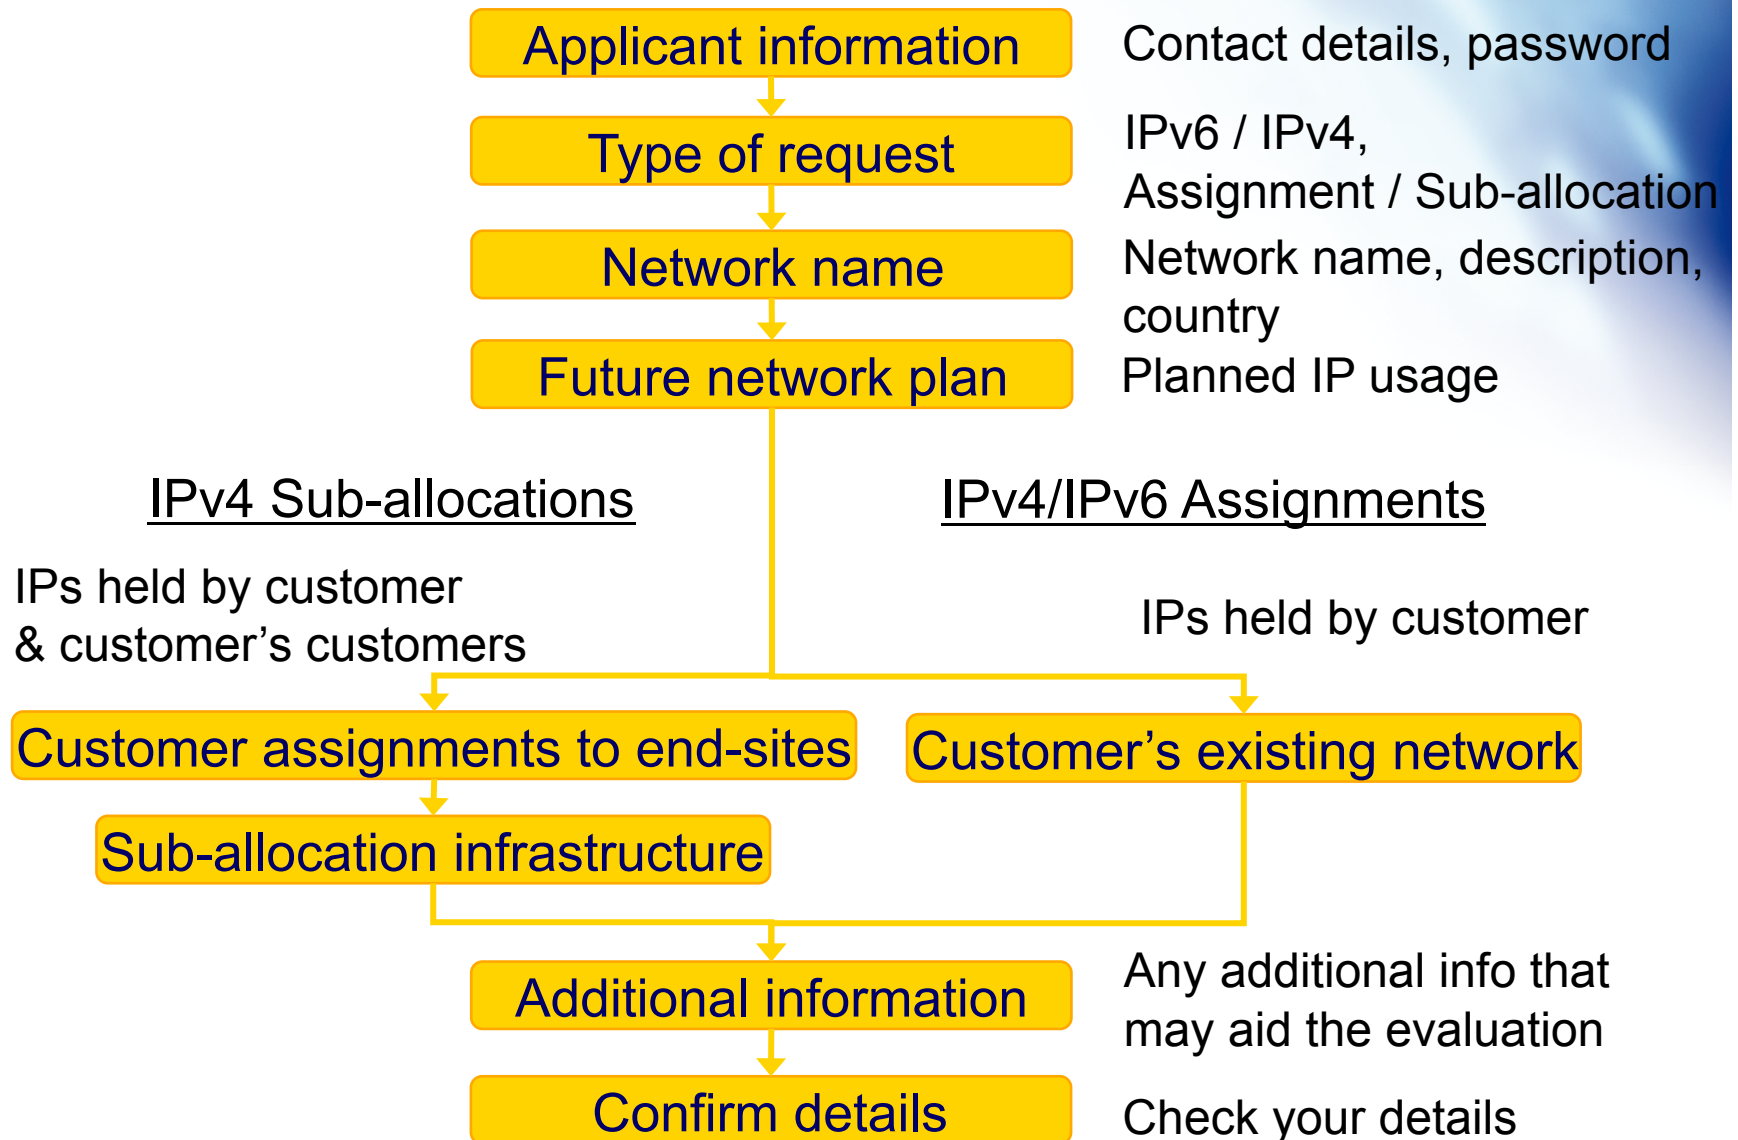 Applicant information
Contact details, password
Type of request
IPv6 / IPv4,
Assignment / Sub-allocation
Network name
Network name, description,
country
Future network plan
Planned IP usage
IPv4 Sub-allocations
IPv4/IPv6 Assignments
IPs held by customer
& customer’s customers
IPs held by customer
Customer assignments to end-sites
Customer’s existing network
Sub-allocation infrastructure
Additional information
Any additional info that
may aid the evaluation
Confirm details
Check your details